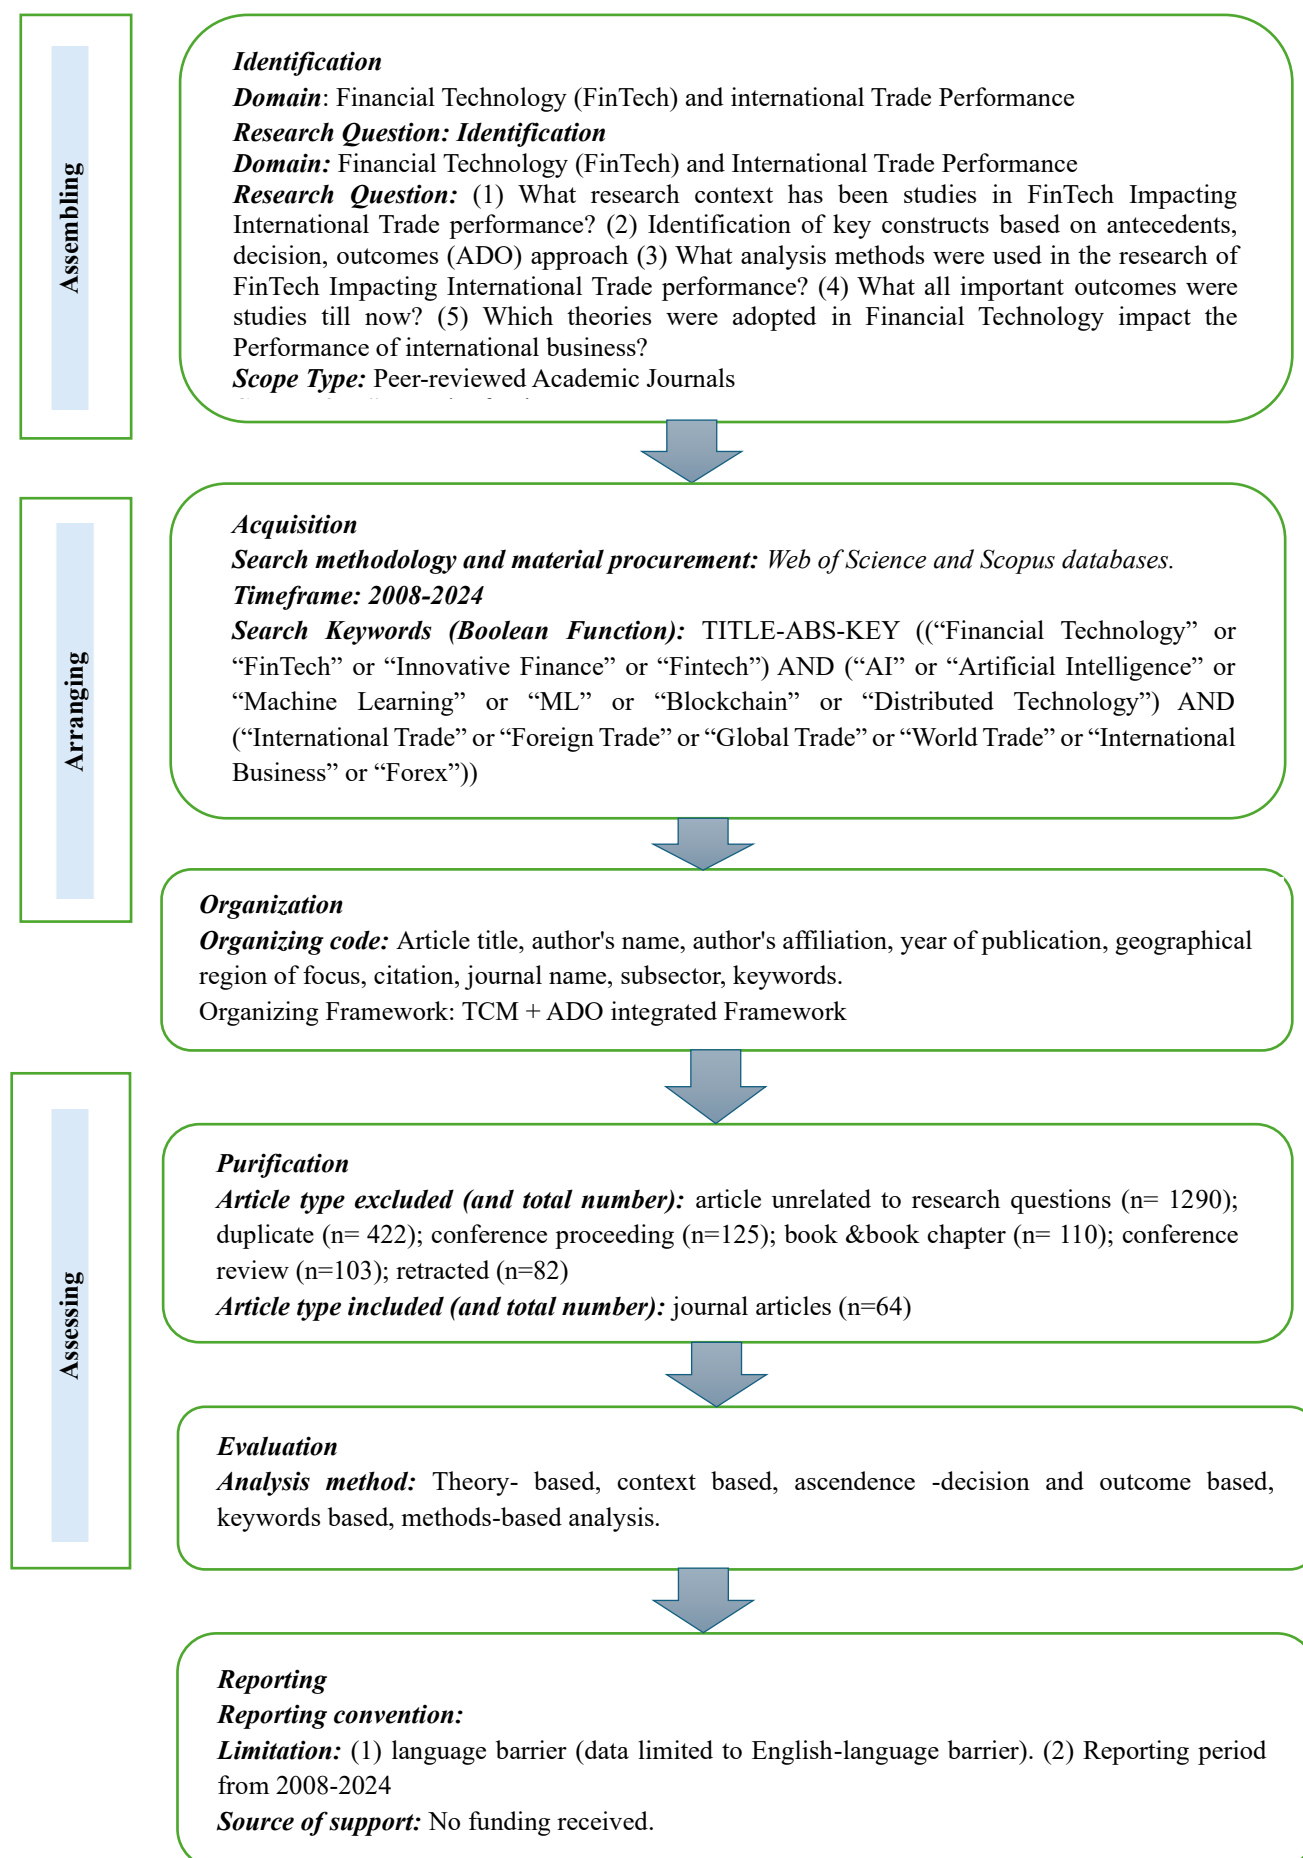 Assembling
Identification
Domain: Financial Technology (FinTech) and international Trade Performance
Research Question: Identification
Domain: Financial Technology (FinTech) and International Trade Performance
Research Question: (1) What research context has been studies in FinTech Impacting
International Trade performance? (2) Identification of key constructs based on antecedents,
decision, outcomes (ADO) approach (3) What analysis methods were used in the research of
FinTech Impacting International Trade performance? (4) What all important outcomes were
studies till now? (5) Which theories were adopted in Financial Technology impact the
Performance of international business?
Scope Type: Peer-reviewed Academic Journals
Arranging
Acquisition
Search methodology and material procurement: Web of Science and Scopus databases.
Timeframe: 2008-2024
Search Keywords (Boolean Function): TITLE-ABS-KEY ((“Financial Technology” or
“FinTech” or “Innovative Finance” or “Fintech”) AND (“AI” or “Artificial Intelligence” or
“Machine Learning” or “ML” or “Blockchain” or “Distributed Technology”) AND
(“International Trade” or “Foreign Trade” or “Global Trade” or “World Trade” or “International
Business” or “Forex”))
Organization
Organizing code: Article title, author's name, author's affiliation, year of publication, geographical
region of focus, citation, journal name, subsector, keywords.
Organizing Framework: TCM + ADO integrated Framework
Assessing
Purification
Article type excluded (and total number): article unrelated to research questions (n= 1290);
duplicate (n= 422); conference proceeding (n=125); book &book chapter (n= 110); conference
review (n=103); retracted (n=82)
Article type included (and total number): journal articles (n=64)
Evaluation
Analysis method: Theory- based, context based, ascendence -decision and outcome based,
keywords based, methods-based analysis.
Reporting
Reporting convention:
Limitation: (1) language barrier (data limited to English-language barrier). (2) Reporting period
from 2008-2024
Source of support: No funding received.